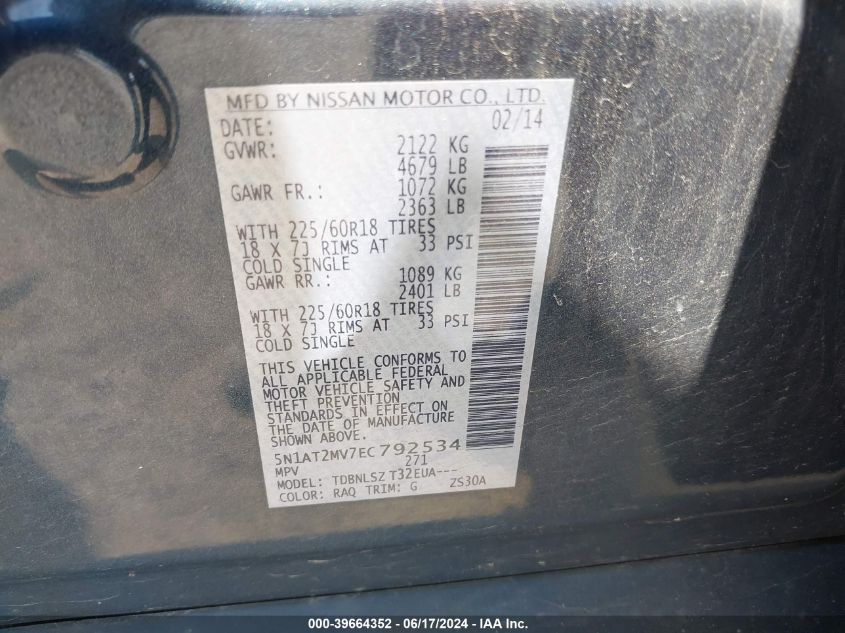 MFD BY NISSAN MOTOR CO., LTD.
DATE: 02/14
GVWR: 2122 KG
4679 LB
GAWR FR.: 1072 KG
2363 LB
WITH 225/60R18 TIRES
18 X 7J RIMS AT 33 PSI
COLD SINGLE
GAWR RR.: 1089 KG
2401 LB
WITH 225/60R18 TIRES
18 X 7J RIMS AT 33 PSI
COLD SINGLE
THIS VEHICLE CONFORMS TO
ALL APPLICABLE FEDERAL
MOTOR VEHICLE SAFETY AND
THEFT PREVENTION
STANDARDS IN EFFECT ON
THE DATE OF MANUFACTURE
SHOWN ABOVE.
5N1AT2MV7EC792534
MPV 271
MODEL: TDBNLSZ T32EUA---
COLOR: RAQ TRIM: G ZS30A
000-39664352 - 06/17/2024 - IAA Inc.